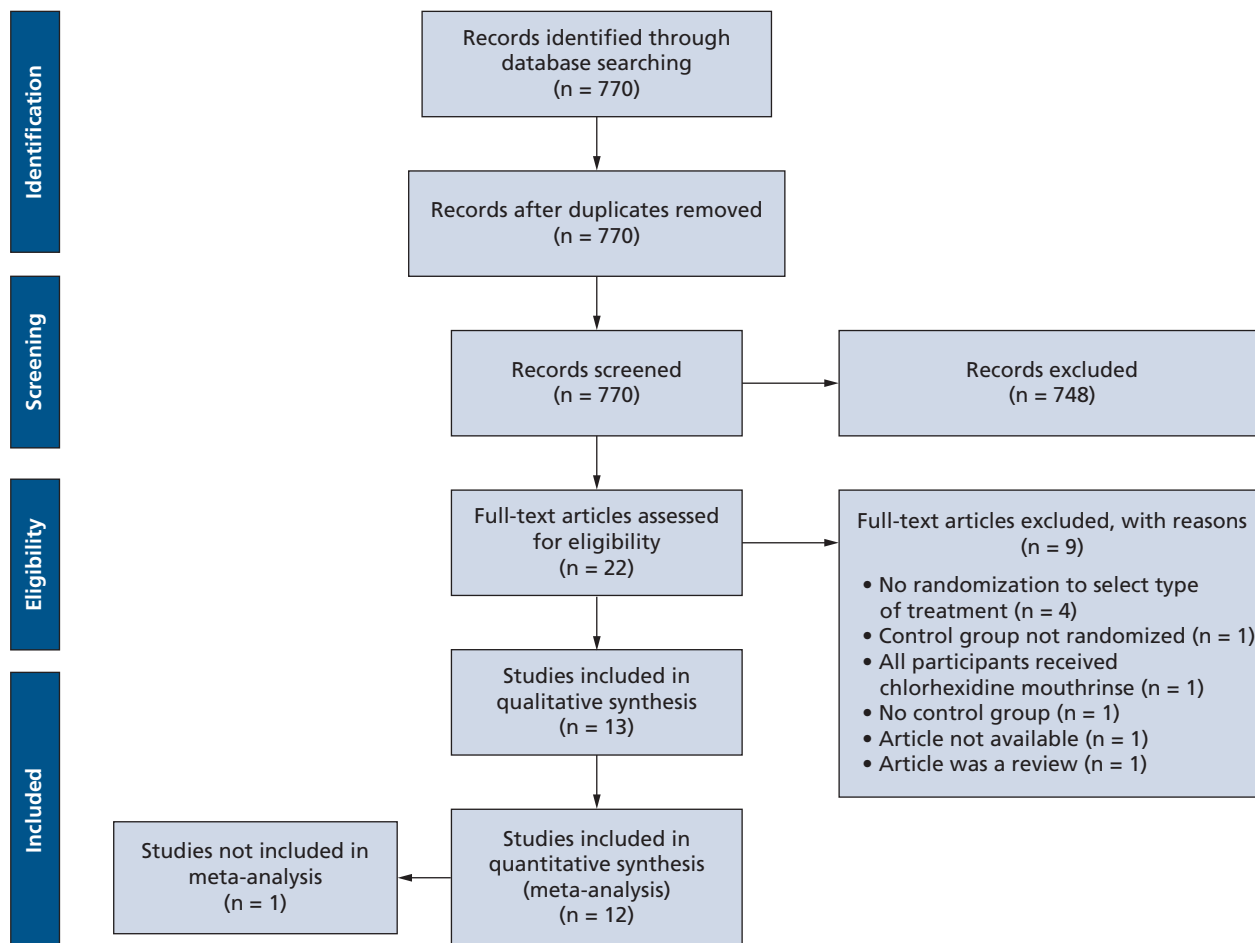 Identification
Records identified through
database searching
(n = 770)
Records after duplicates removed
(n = 770)
Screening
Records screened
(n = 770)
Records excluded
(n = 748)
Eligibility
Full-text articles assessed
for eligibility
(n = 22)
Full-text articles excluded, with reasons
(n = 9)
• No randomization to select type
of treatment (n = 4)
• Control group not randomized (n = 1)
• All participants received
chlorhexidine mouthrinse (n = 1)
• No control group (n = 1)
• Article not available (n = 1)
• Article was a review (n = 1)
Included
Studies included in
qualitative synthesis
(n = 13)
Studies not included in
meta-analysis
(n = 1)
Studies included in
quantitative synthesis
(meta-analysis)
(n = 12)